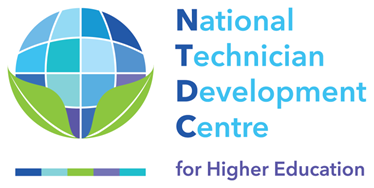 National
Technician
Development
Centre
for Higher Education